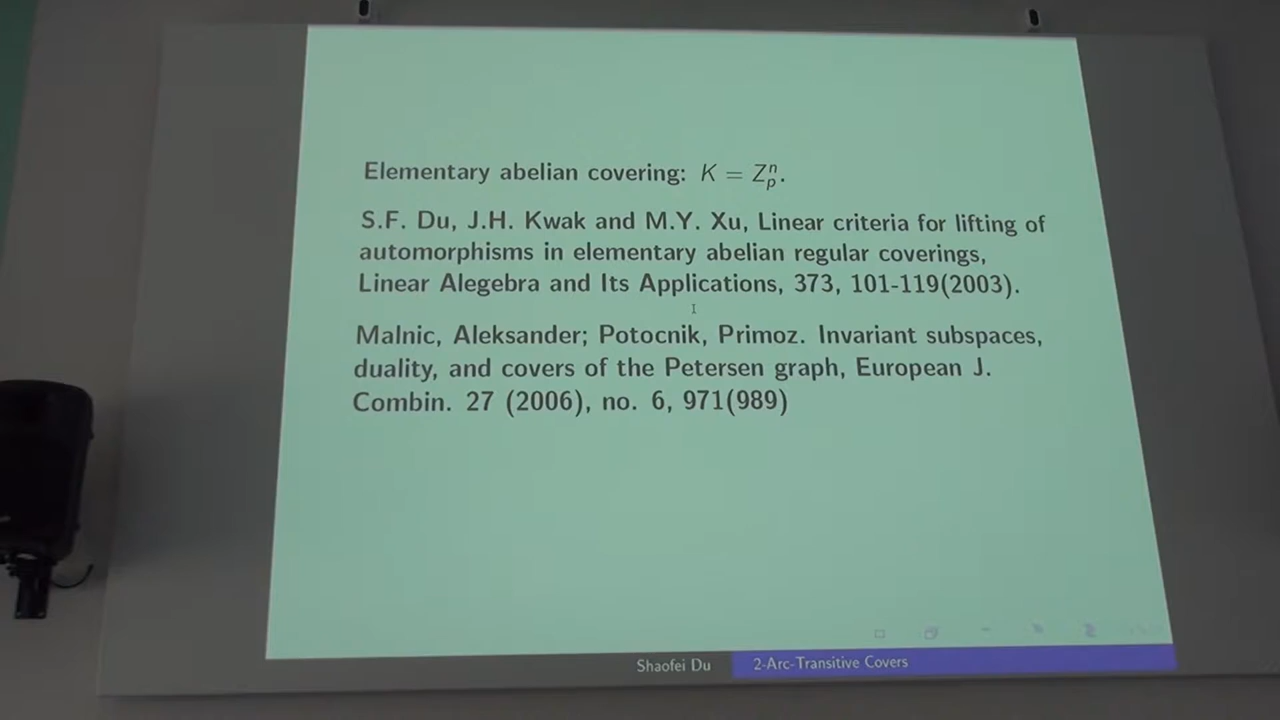 Elementary abelian covering: K = Z_p^n.
S.F. Du, J.H. Kwak and M.Y. Xu, Linear criteria for lifting of
automorphisms in elementary abelian regular coverings,
Linear Alegebra and Its Applications, 373, 101-119(2003).
Malnic, Aleksander; Potocnik, Primoz. Invariant subspaces,
duality, and covers of the Petersen graph, European J.
Combin. 27 (2006), no. 6, 971(989)
Shaofei Du
2-Arc-Transitive Covers